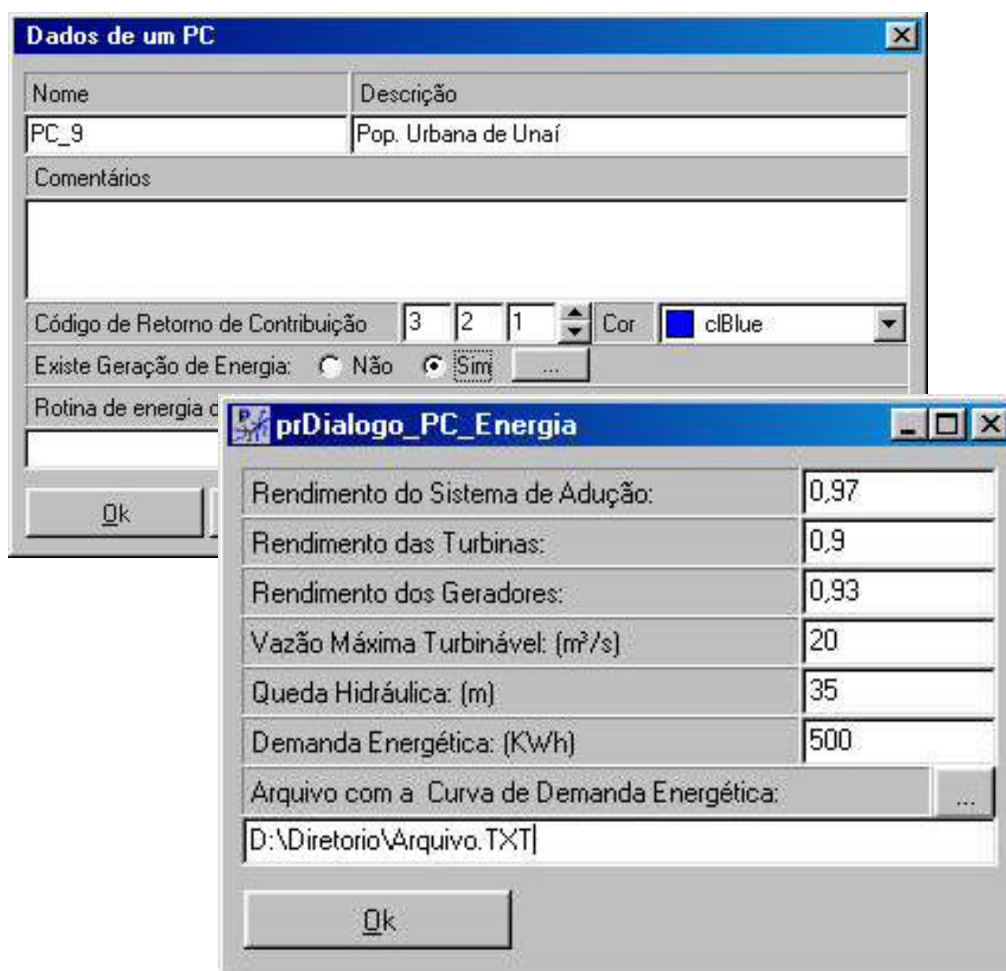 Dados de um PC
Nome Descrição
PC_9 Pop. Urbana de Unaí
Comentários
Código de Retorno de Contribuição 3 2 1 Cor clBlue
Existe Geração de Energia: Não Sim ...
Rotina de energia
Ok
prDialogo_PC_Energia
Rendimento do Sistema de Adução: 0,97
Rendimento das Turbinas: 0,9
Rendimento dos Geradores: 0,93
Vazão Máxima Turbinável: (m³/s) 20
Queda Hidráulica: (m) 35
Demanda Energética: (KWh) 500
Arquivo com a Curva de Demanda Energética: ...
D:\Diretorio\Arquivo.TXT
Ok